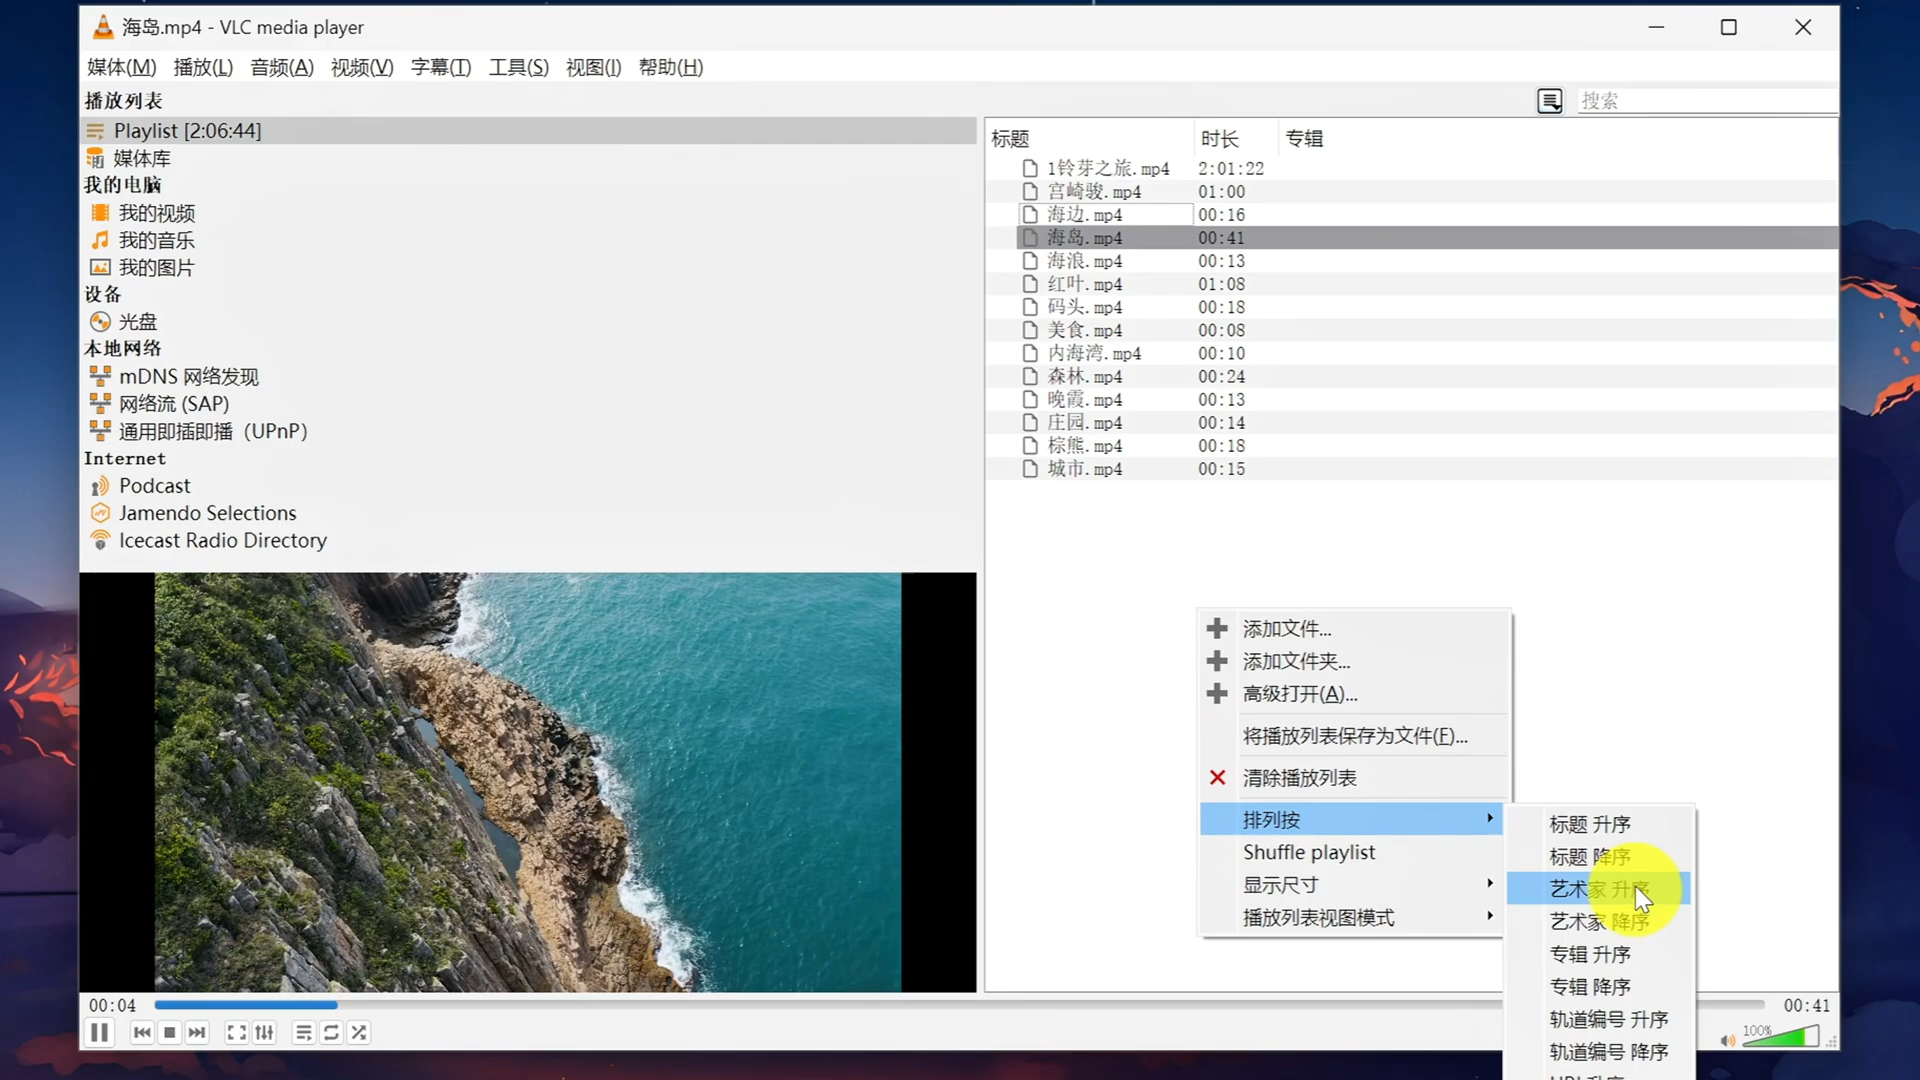 海岛.mp4 - VLC media player
媒体(M) 播放(L) 音频(A) 视频(V) 字幕(T) 工具(S) 视图(I) 帮助(H)
播放列表
搜索
Playlist [2:06:44]
媒体库
我的电脑
我的视频
我的音乐
我的图片
设备
光盘
本地网络
mDNS 网络发现
网络流 (SAP)
通用即插即播（UPnP）
Internet
Podcast
Jamendo Selections
Icecast Radio Directory
标题 时长 专辑
1铃芽之旅.mp4 2:01:22
宫崎骏.mp4 01:00
海边.mp4 00:16
海岛.mp4 00:41
海浪.mp4 00:13
红叶.mp4 01:08
码头.mp4 00:18
美食.mp4 00:08
内海湾.mp4 00:10
森林.mp4 00:24
晚霞.mp4 00:13
庄园.mp4 00:14
棕熊.mp4 00:18
城市.mp4 00:15
添加文件...
添加文件夹...
高级打开(A)...
将播放列表保存为文件(F)...
清除播放列表
排列按
Shuffle playlist
显示尺寸
播放列表视图模式
标题 升序
标题 降序
艺术家 升序
艺术家 降序
专辑 升序
专辑 降序
轨道编号 升序
轨道编号 降序
00:04
00:41
100%